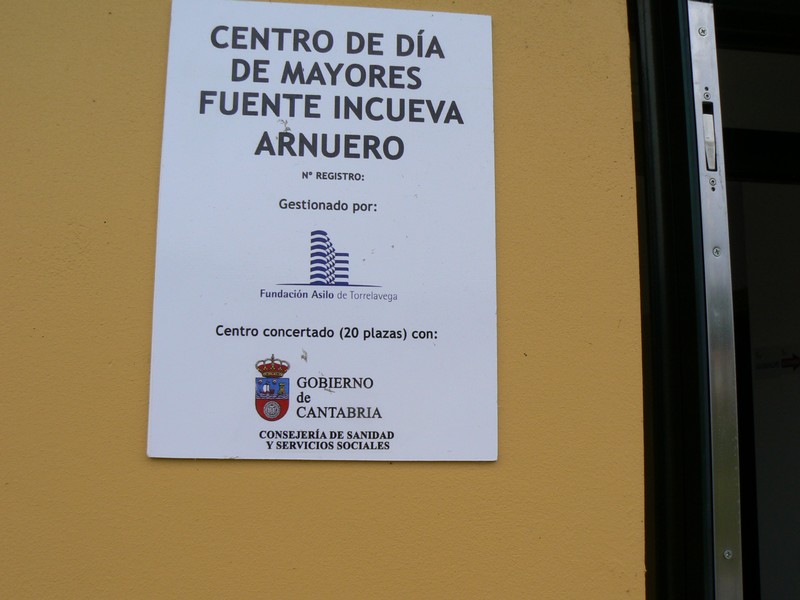 CENTRO DE DÍA
DE MAYORES
FUENTE INCUEVA
ARNUERO
Nº REGISTRO:
Gestionado por:
Fundación Asilo de Torrelavega
Centro concertado (20 plazas) con:
GOBIERNO
de
CANTABRIA
CONSEJERÍA DE SANIDAD
Y SERVICIOS SOCIALES